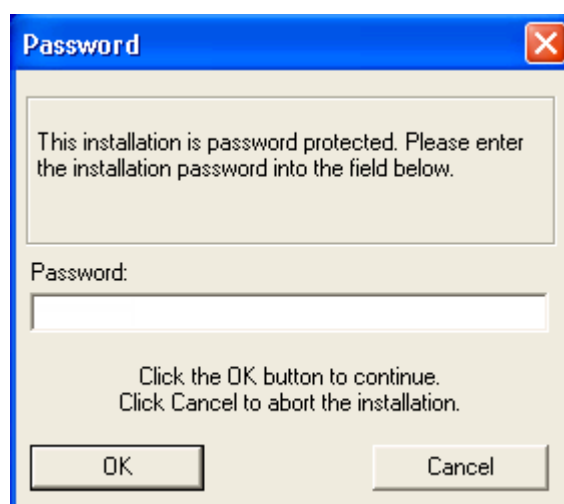 Password
This installation is password protected. Please enter
the installation password into the field below.
Password:
Click the OK button to continue.
Click Cancel to abort the installation.
OK
Cancel